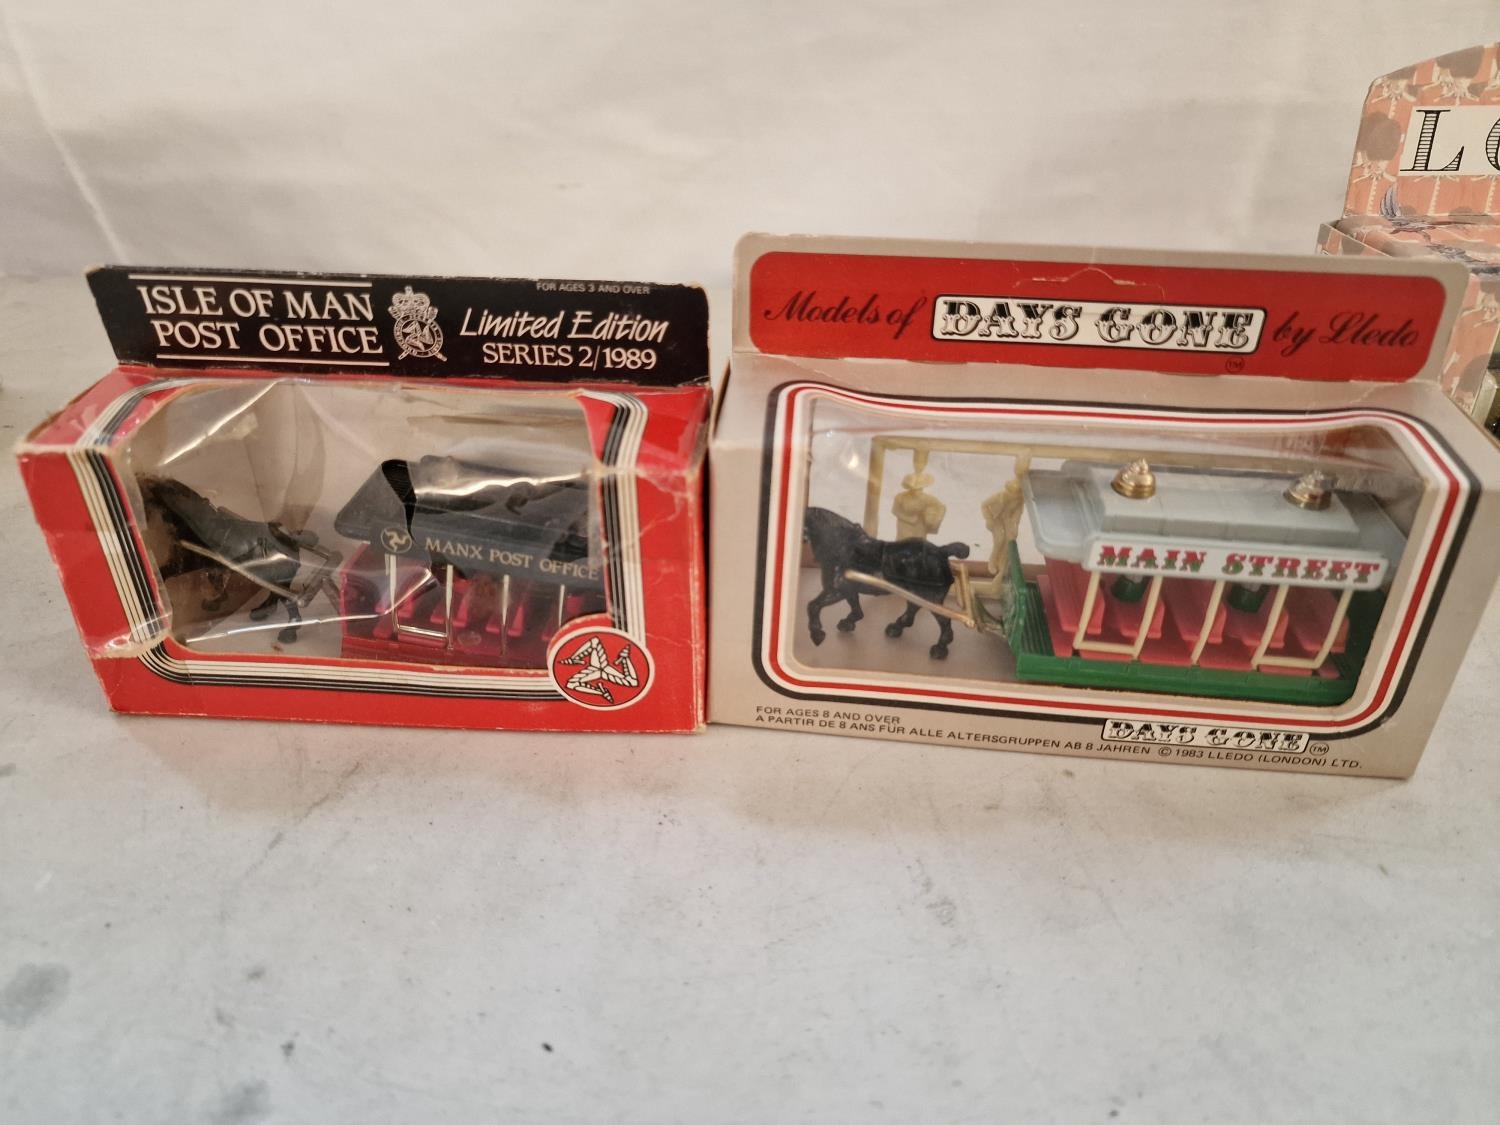 ISLE OF MAN
POST OFFICE
FOR AGES 3 AND OVER
Limited Edition
SERIES 2/1989
MANX POST OFFICE
Models of DAYS GONE by Lledo
TM
MAIN STREET
FOR AGES 8 AND OVER
A PARTIR DE 8 ANS FÜR ALLE ALTERSGRUPPEN AB 8 JAHREN © 1983 LLEDO (LONDON) LTD.
DAYS GONE TM
L